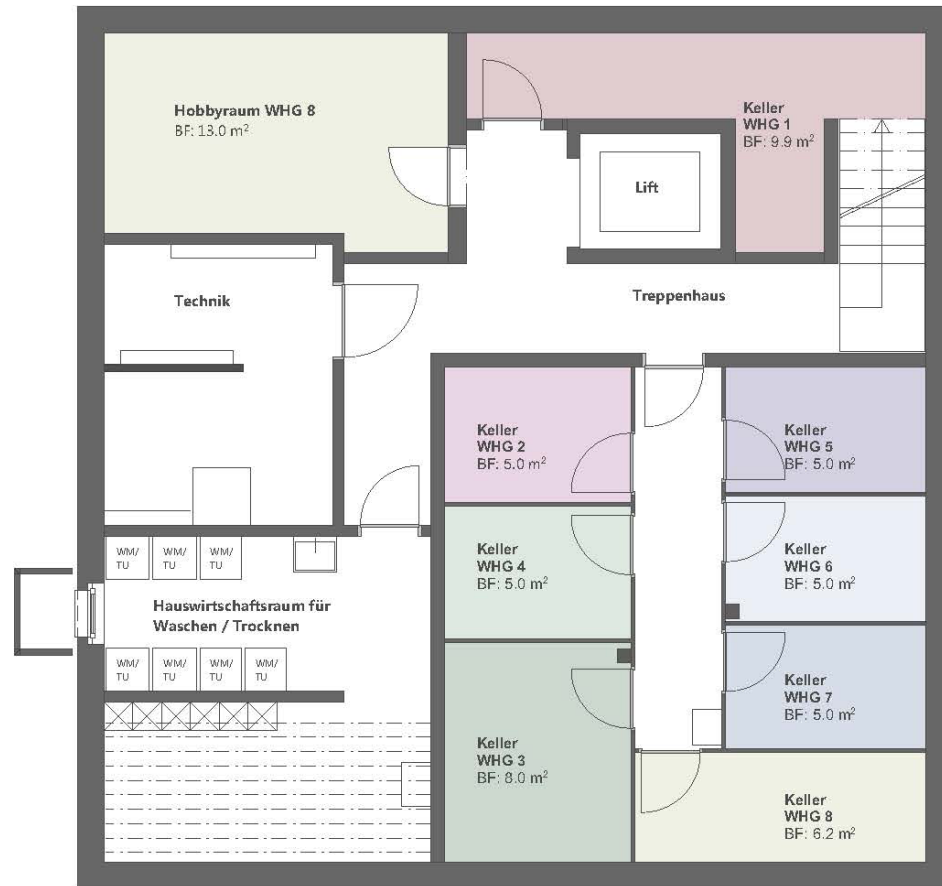 Hobbyraum WHG 8
BF: 13.0 m²
Keller
WHG 1
BF: 9.9 m²
Lift
Technik
Treppenhaus
Keller
WHG 2
BF: 5.0 m²
Keller
WHG 5
BF: 5.0 m²
Keller
WHG 4
BF: 5.0 m²
Keller
WHG 6
BF: 5.0 m²
WM/
TU
WM/
TU
WM/
TU
Hauswirtschaftsraum für
Waschen / Trocknen
WM/
TU
WM/
TU
WM/
TU
WM/
TU
Keller
WHG 7
BF: 5.0 m²
Keller
WHG 3
BF: 8.0 m²
Keller
WHG 8
BF: 6.2 m²